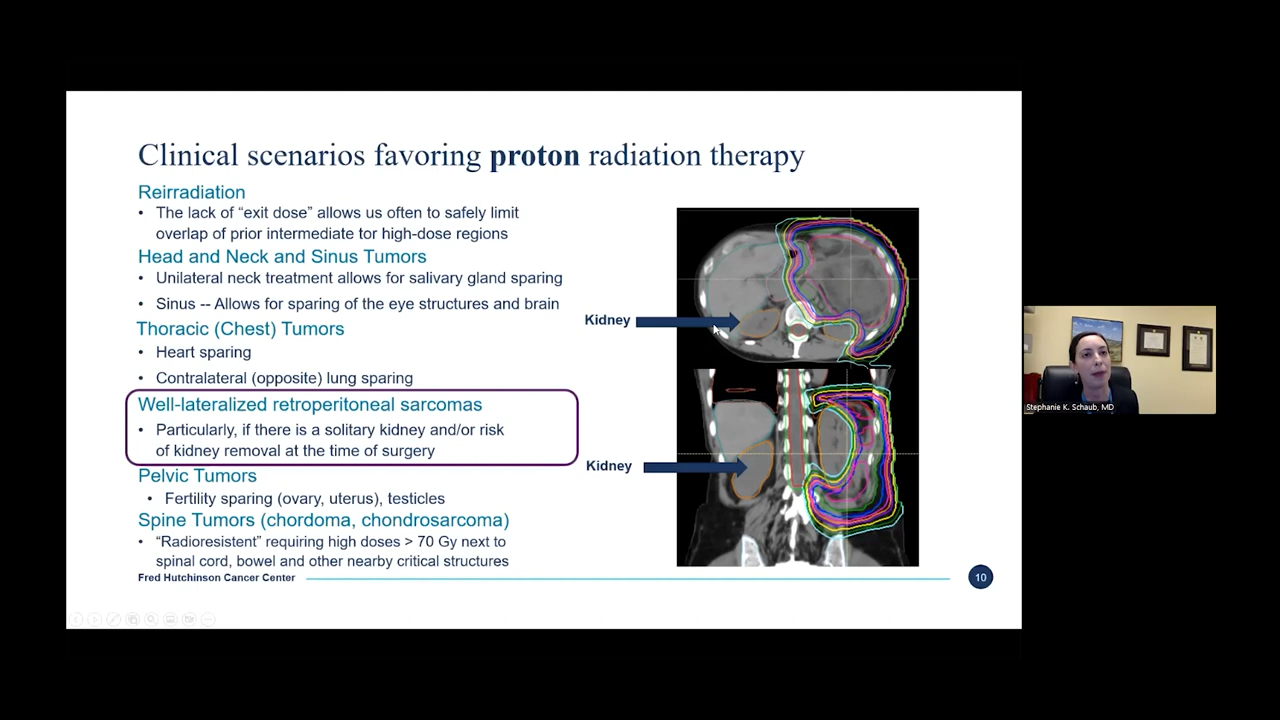 Clinical scenarios favoring proton radiation therapy
Reirradiation
• The lack of “exit dose” allows us often to safely limit
overlap of prior intermediate tor high-dose regions
Head and Neck and Sinus Tumors
• Unilateral neck treatment allows for salivary gland sparing
• Sinus -- Allows for sparing of the eye structures and brain
Thoracic (Chest) Tumors
• Heart sparing
• Contralateral (opposite) lung sparing
Well-lateralized retroperitoneal sarcomas
• Particularly, if there is a solitary kidney and/or risk
of kidney removal at the time of surgery
Pelvic Tumors
• Fertility sparing (ovary, uterus), testicles
Spine Tumors (chordoma, chondrosarcoma)
• “Radioresistent” requiring high doses > 70 Gy next to
spinal cord, bowel and other nearby critical structures
Kidney
Kidney
Fred Hutchinson Cancer Center
10
Stephanie K. Schaub, MD